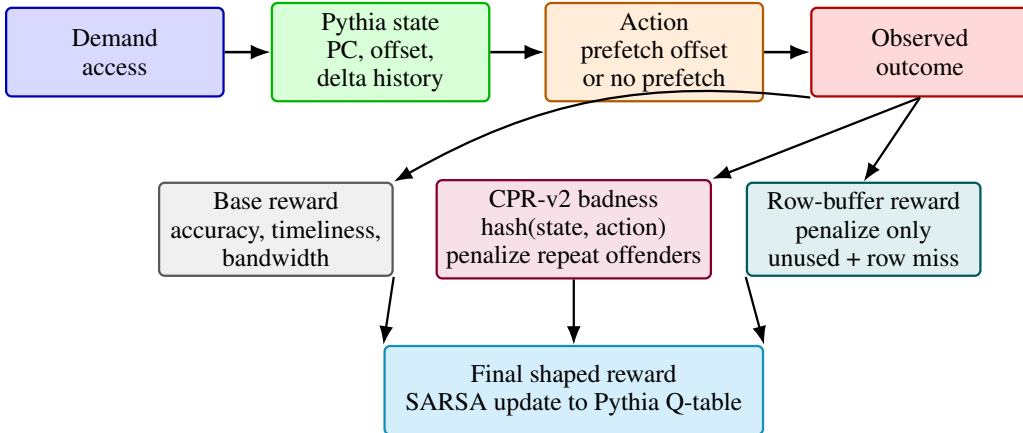 Demand
access
Pythia state
PC, offset,
delta history
Action
prefetch offset
or no prefetch
Observed
outcome
Base reward
accuracy, timeliness,
bandwidth
CPR-v2 badness
hash(state, action)
penalize repeat offenders
Row-buffer reward
penalize only
unused + row miss
Final shaped reward
SARSA update to Pythia Q-table